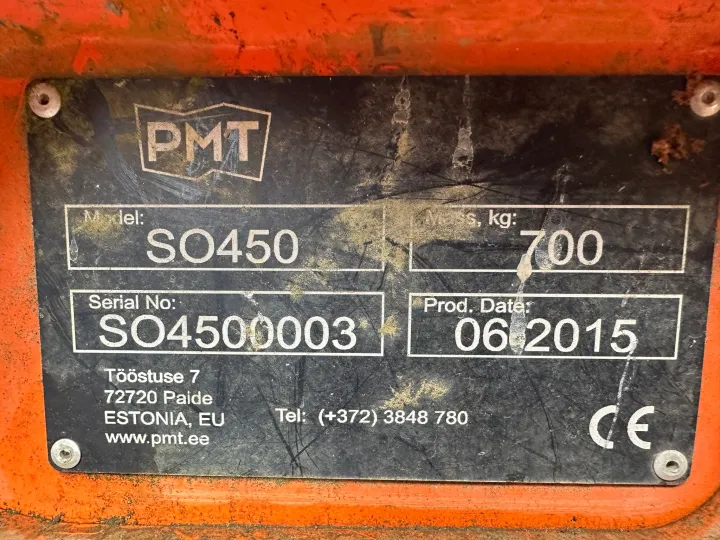 PMT
Model:
SO450
Mass, kg:
700
Serial No:
SO4500003
Prod. Date:
06.2015
Tööstuse 7
72720 Paide
ESTONIA, EU
Tel: (+372) 3848 780
www.pmt.ee
CE